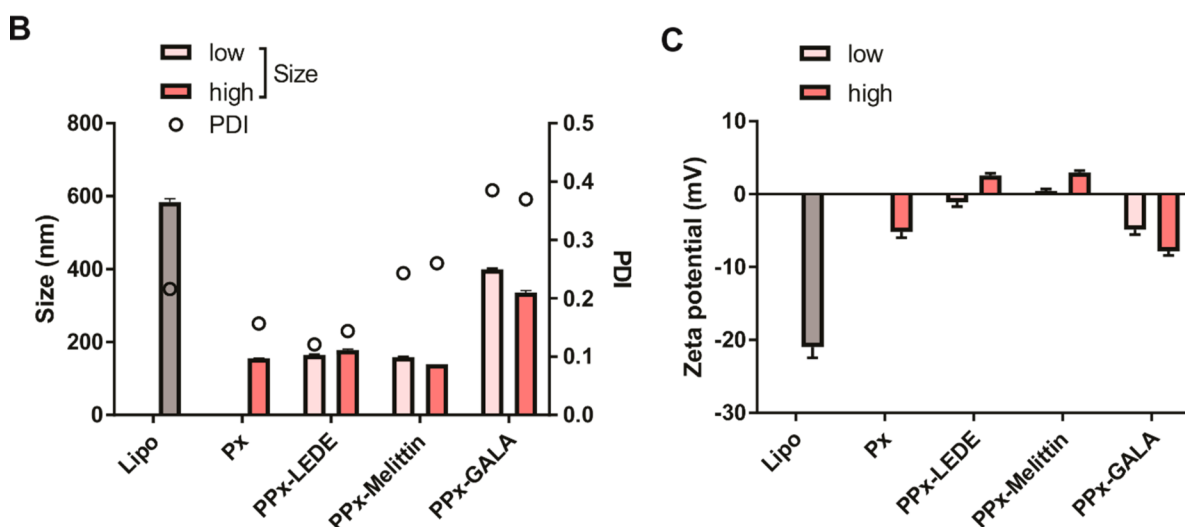 B
low
high
Size
PDI
800
600
400
200
0
Size (nm)
0.5
0.4
0.3
0.2
0.1
0.0
PDI
Lipo
Px
PPx-LEDE
PPx-Melittin
PPx-GALA
C
low
high
10
0
-10
-20
-30
Zeta potential (mV)
Lipo
Px
PPx-LEDE
PPx-Melittin
PPx-GALA